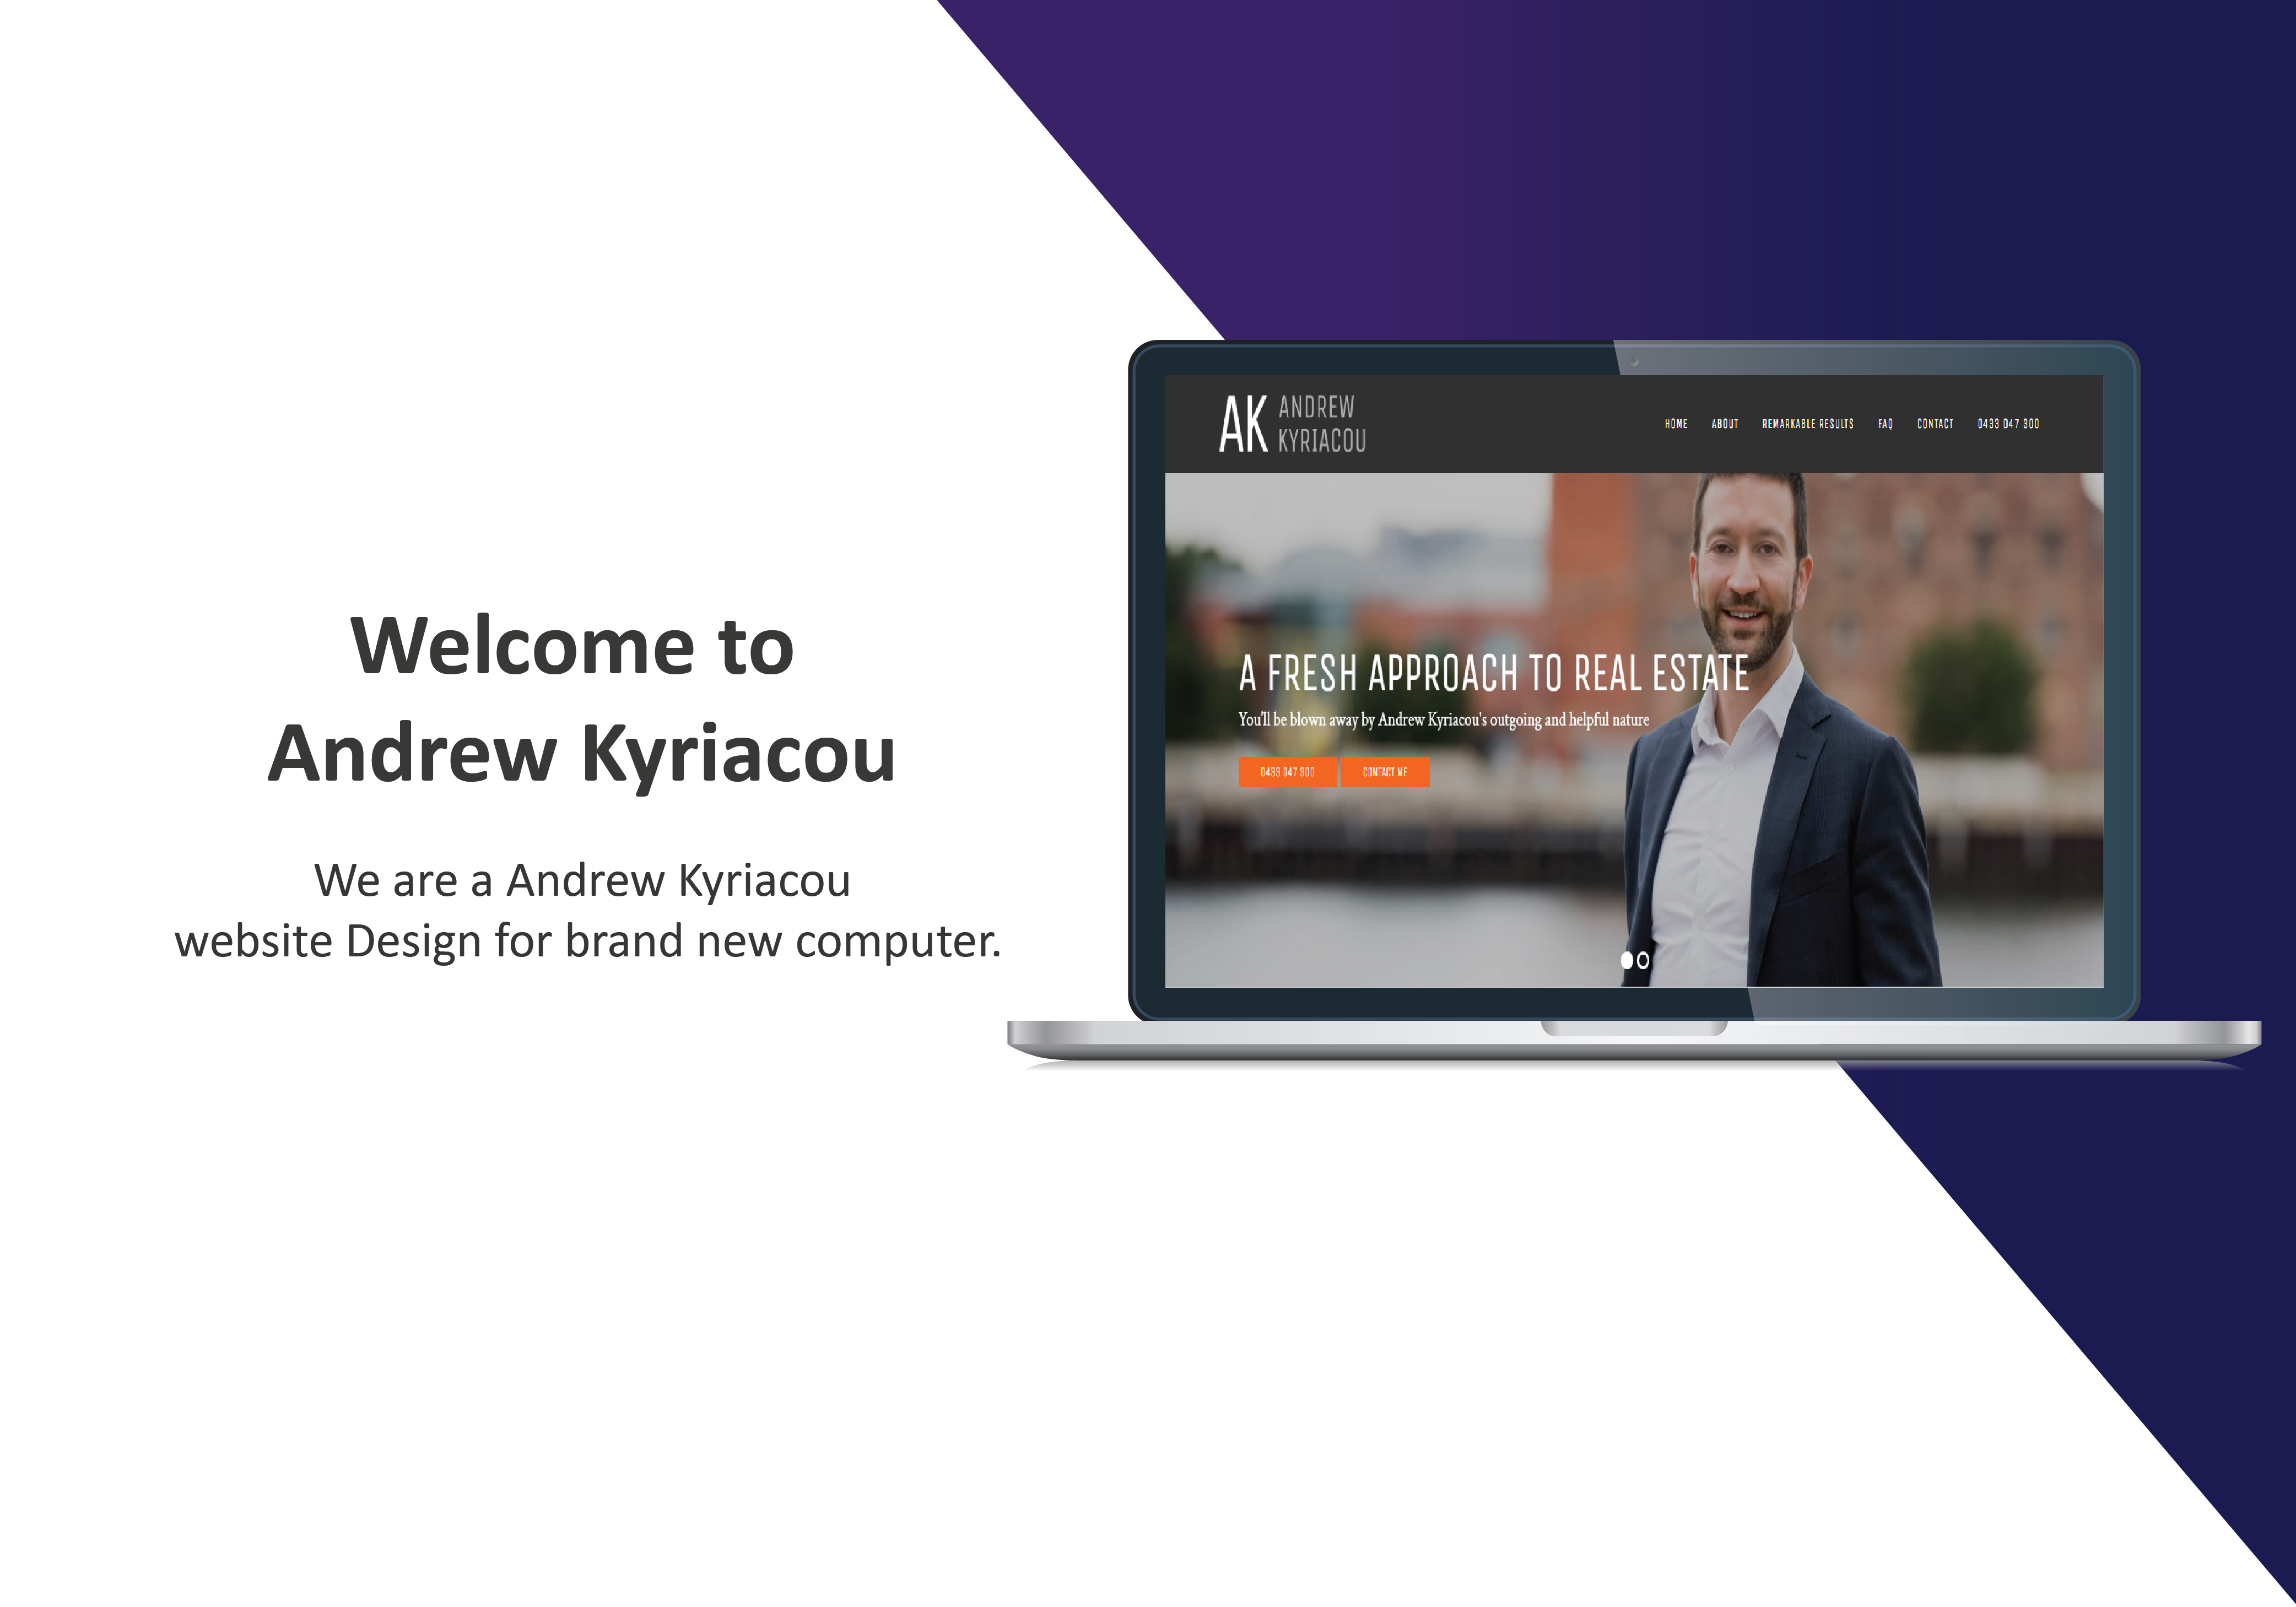 Welcome to
Andrew Kyriacou
We are a Andrew Kyriacou
website Design for brand new computer.
AK ANDREW
KYRIACOU
HOME ABOUT REMARKABLE RESULTS FAQ CONTACT 0433 047 300
A FRESH APPROACH TO REAL ESTATE
You'll be blown away by Andrew Kyriacou's outgoing and helpful nature
0433 047 300 CONTACT ME